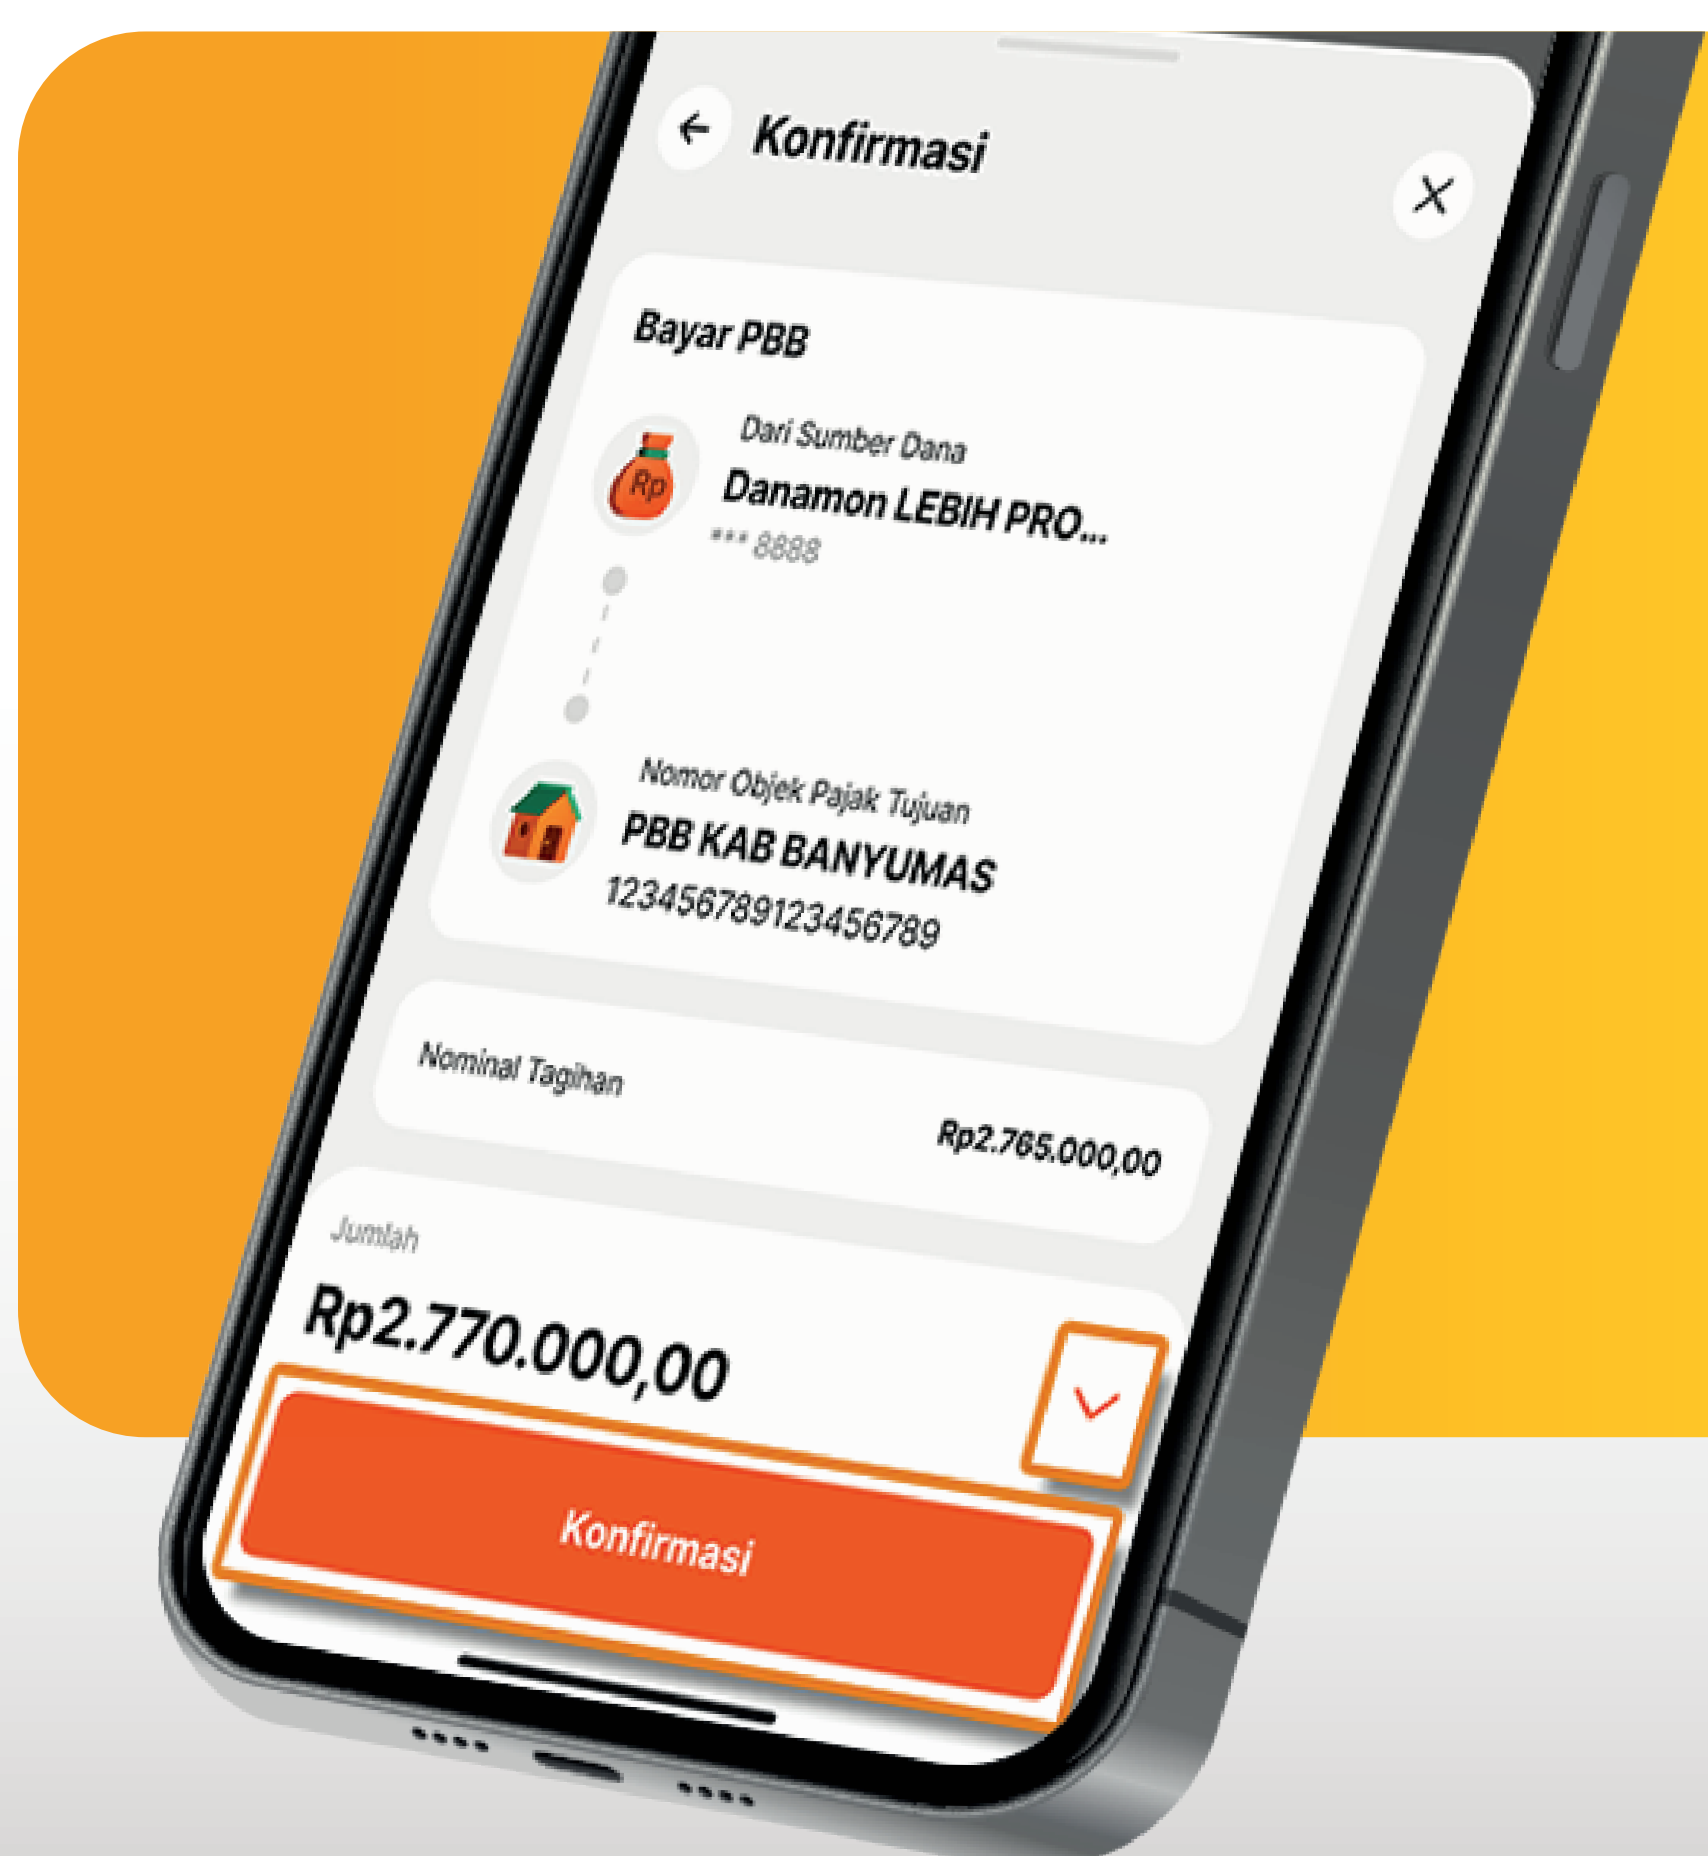 Konfirmasi
Bayar PBB
Dari Sumber Dana
Rp
Danamon LEBIH PRO...
*** 8888
Nomor Objek Pajak Tujuan
PBB KAB BANYUMAS
123456789123456789
Nominal Tagihan
Rp2.765.000,00
Jumlah
Rp2.770.000,00
Konfirmasi